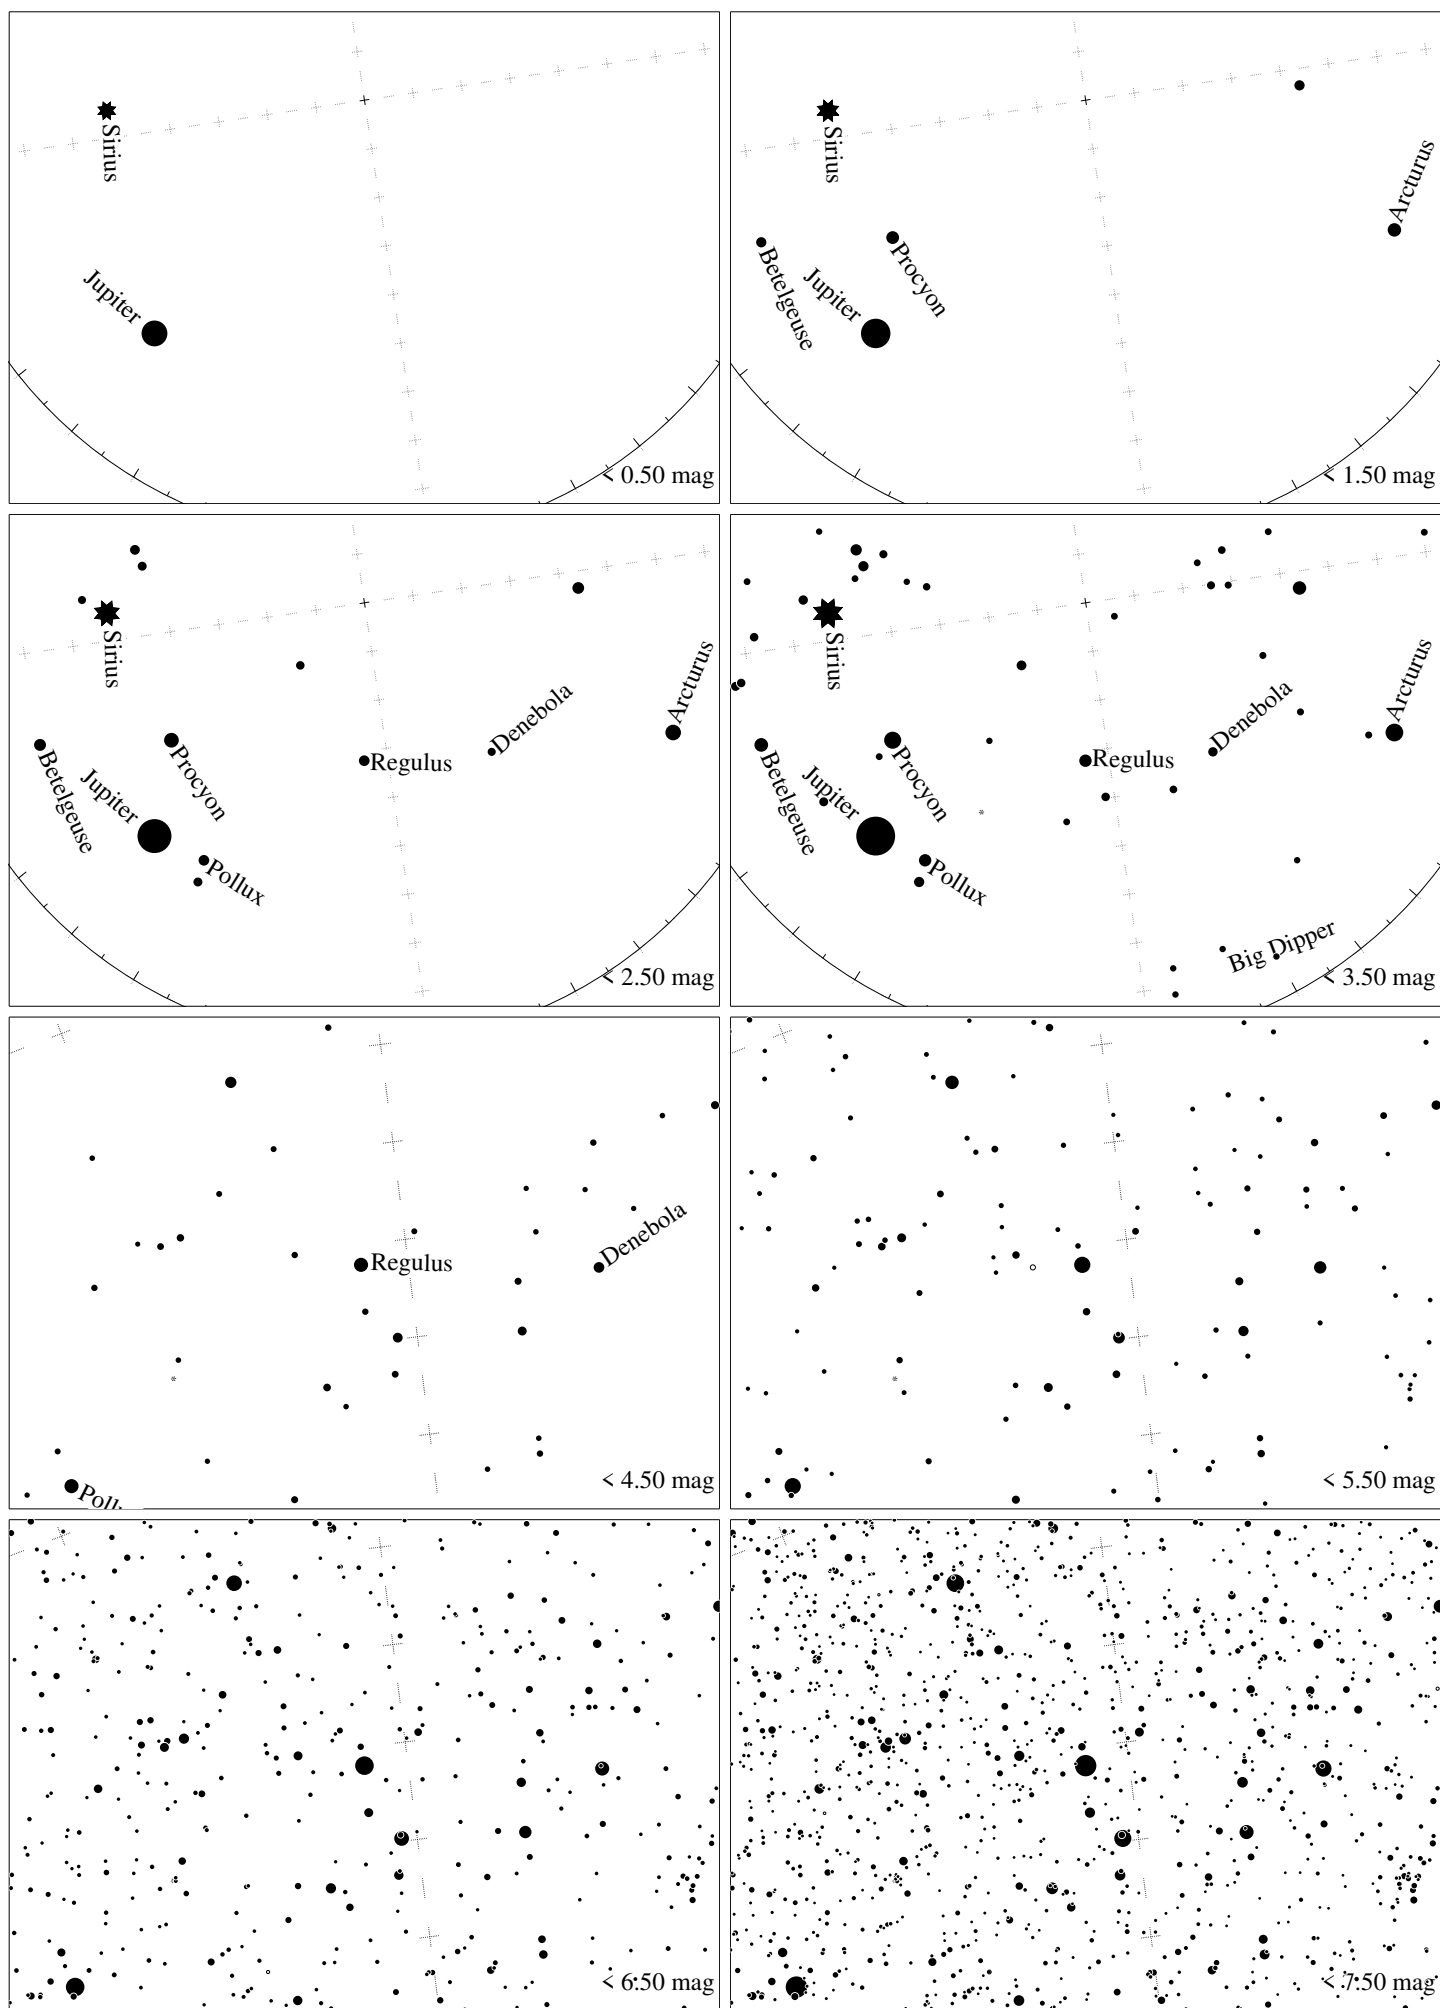 Sirius
Jupiter
< 0.50 mag
Sirius
Arcturus
Procyon
Betelgeuse
Jupiter
< 1.50 mag
Sirius
Arcturus
Denebola
Regulus
Procyon
Betelgeuse
Jupiter
Pollux
< 2.50 mag
Sirius
Arcturus
Denebola
Regulus
Procyon
Betelgeuse
Jupiter
Pollux
Big Dipper
< 3.50 mag
Denebola
Regulus
Pollu
< 4.50 mag
< 5.50 mag
< 6.50 mag
< 7.50 mag